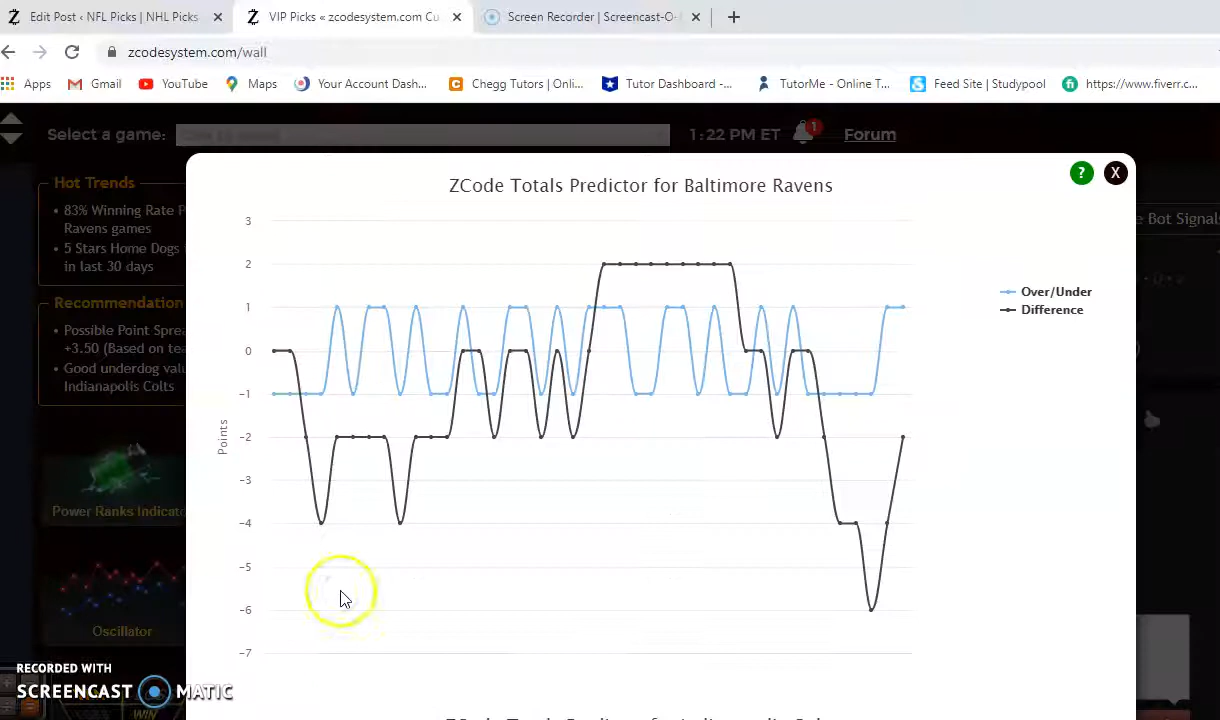 Edit Post ‹ NFL Picks | NHL Picks
VIP Picks « zcodesystem.com Cu
Screen Recorder | Screencast-O-
zcodesystem.com/wall
Apps
Gmail
YouTube
Maps
Your Account Dash...
Chegg Tutors | Onli...
Tutor Dashboard -...
TutorMe - Online T...
Feed Site | Studypool
https://www.fiverr.c...
Select a game:
1:22 PM ET
1
Forum
Hot Trends
83% Winning Rate P
Ravens games
5 Stars Home Dogs
in last 30 days
Recommendation
Possible Point Sprea
+3.50 (Based on tea
Good underdog valu
Indianapolis Colts
Power Ranks Indicato
Oscillator
e Bot Signals
ZCode Totals Predictor for Baltimore Ravens
?
X
3
2
1
0
-1
-2
-3
-4
-5
-6
-7
Points
Over/Under
Difference
RECORDED WITH
SCREENCAST MATIC
WIN